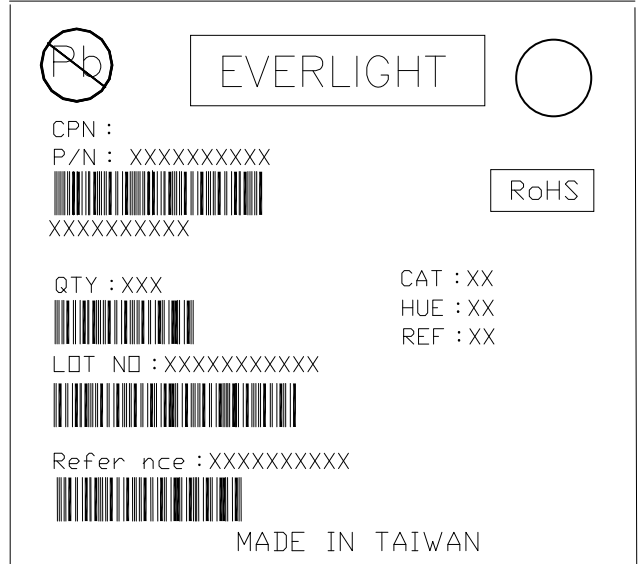 Pb
EVERLIGHT
CPN :
P/N : XXXXXXXXXX
RoHS
XXXXXXXXXX
QTY : XXX
CAT : XX
HUE : XX
REF : XX
LOT NO : XXXXXXXXXXX
Refer nce : XXXXXXXXXX
MADE IN TAIWAN